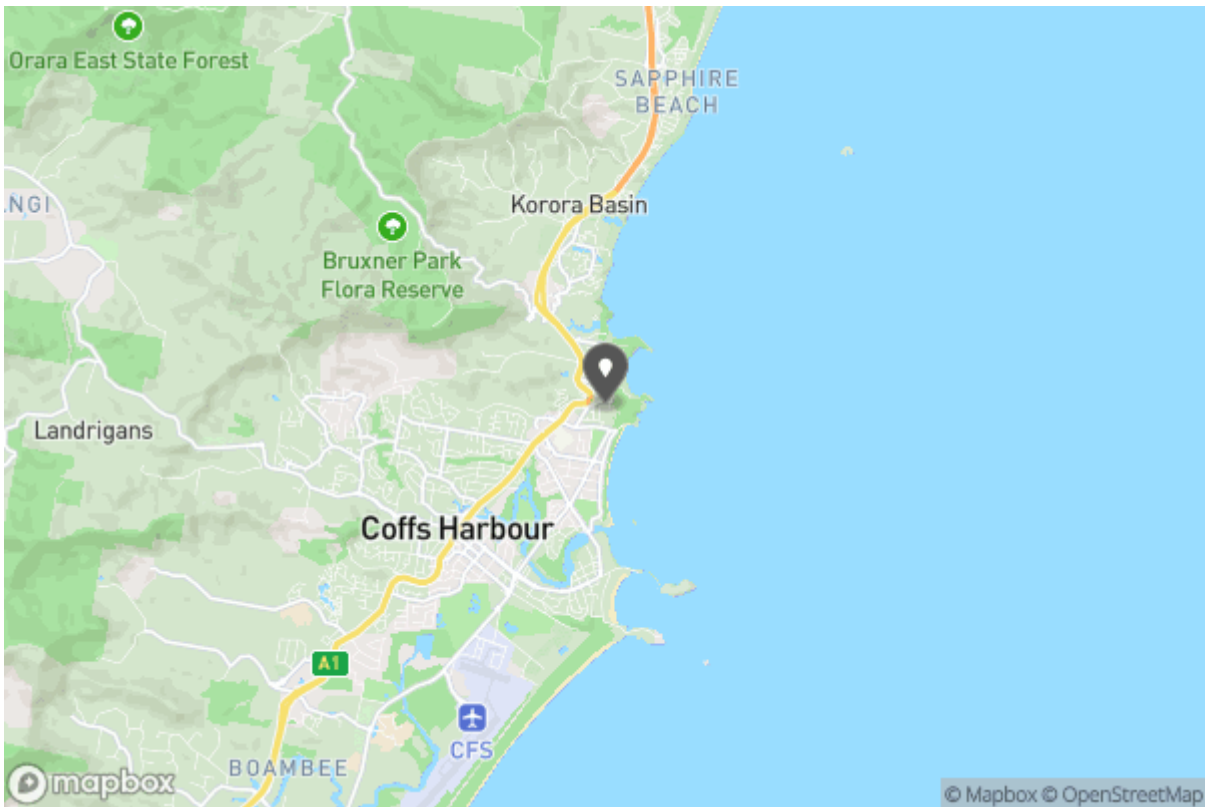 Orara East State Forest
SAPPHIRE
BEACH
NGI
Korora Basin
Bruxner Park
Flora Reserve
Landrigans
Coffs Harbour
A1
CFS
BOAMBEE
mapbox
© Mapbox © OpenStreetMap